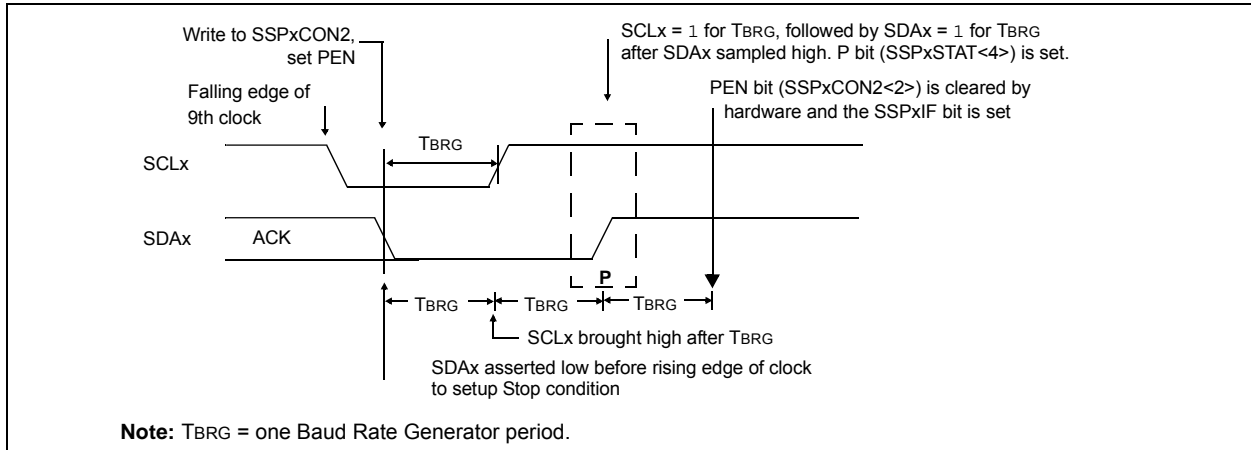 Write to SSPxCON2,
set PEN
SCLx = 1 for TBRG, followed by SDAx = 1 for TBRG
after SDAx sampled high. P bit (SSPxSTAT<4>) is set.
Falling edge of
9th clock
PEN bit (SSPxCON2<2>) is cleared by
hardware and the SSPxIF bit is set
TBRG
SCLx
SDAx
ACK
P
TBRG
TBRG
TBRG
SCLx brought high after TBRG
SDAx asserted low before rising edge of clock
to setup Stop condition
Note: TBRG = one Baud Rate Generator period.